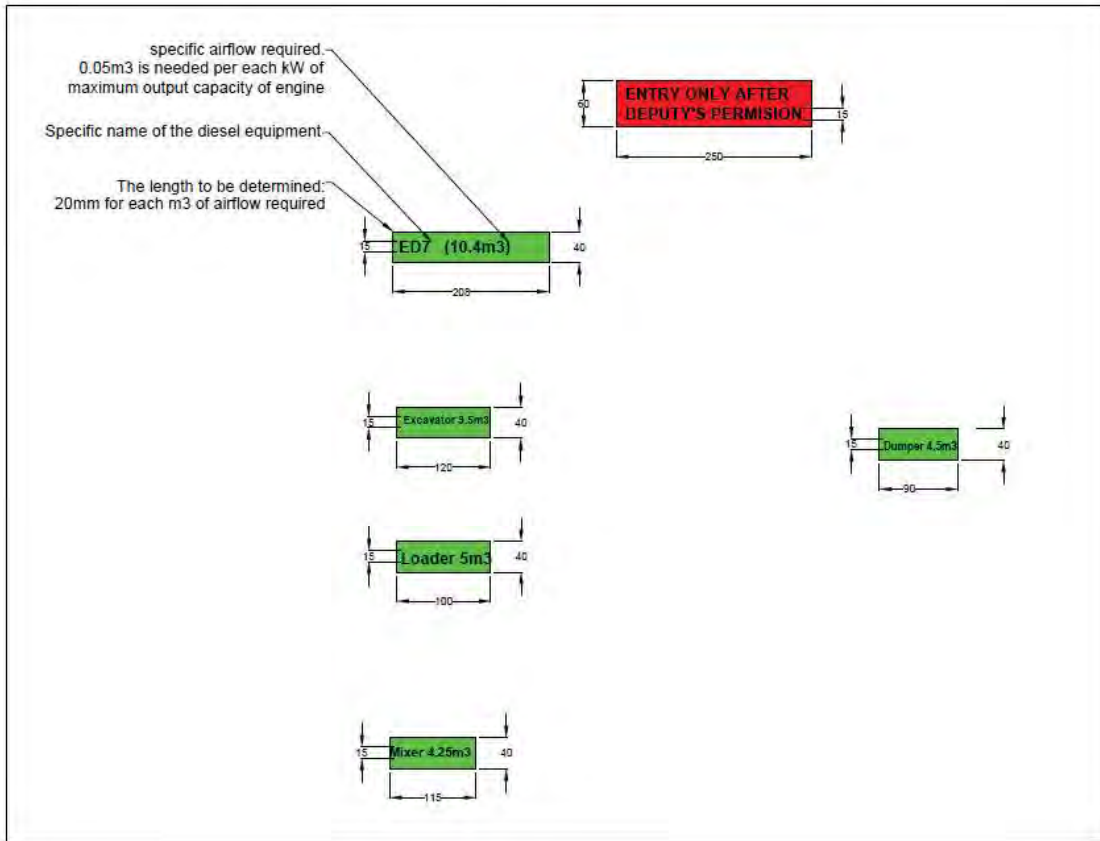 specific airflow required.
0.05m3 is needed per each kW of
maximum output capacity of engine
Specific name of the diesel equipment
The length to be determined:
20mm for each m3 of airflow required
ENTRY ONLY AFTER
DEPUTY'S PERMISION
60
15
250
ED7 (10.4m3)
15
40
208
Excavator 9.5m3
15
40
120
Dumper 4,5m3
15
40
90
Loader 5m3
15
40
100
Mixer 4,25m3
15
40
115